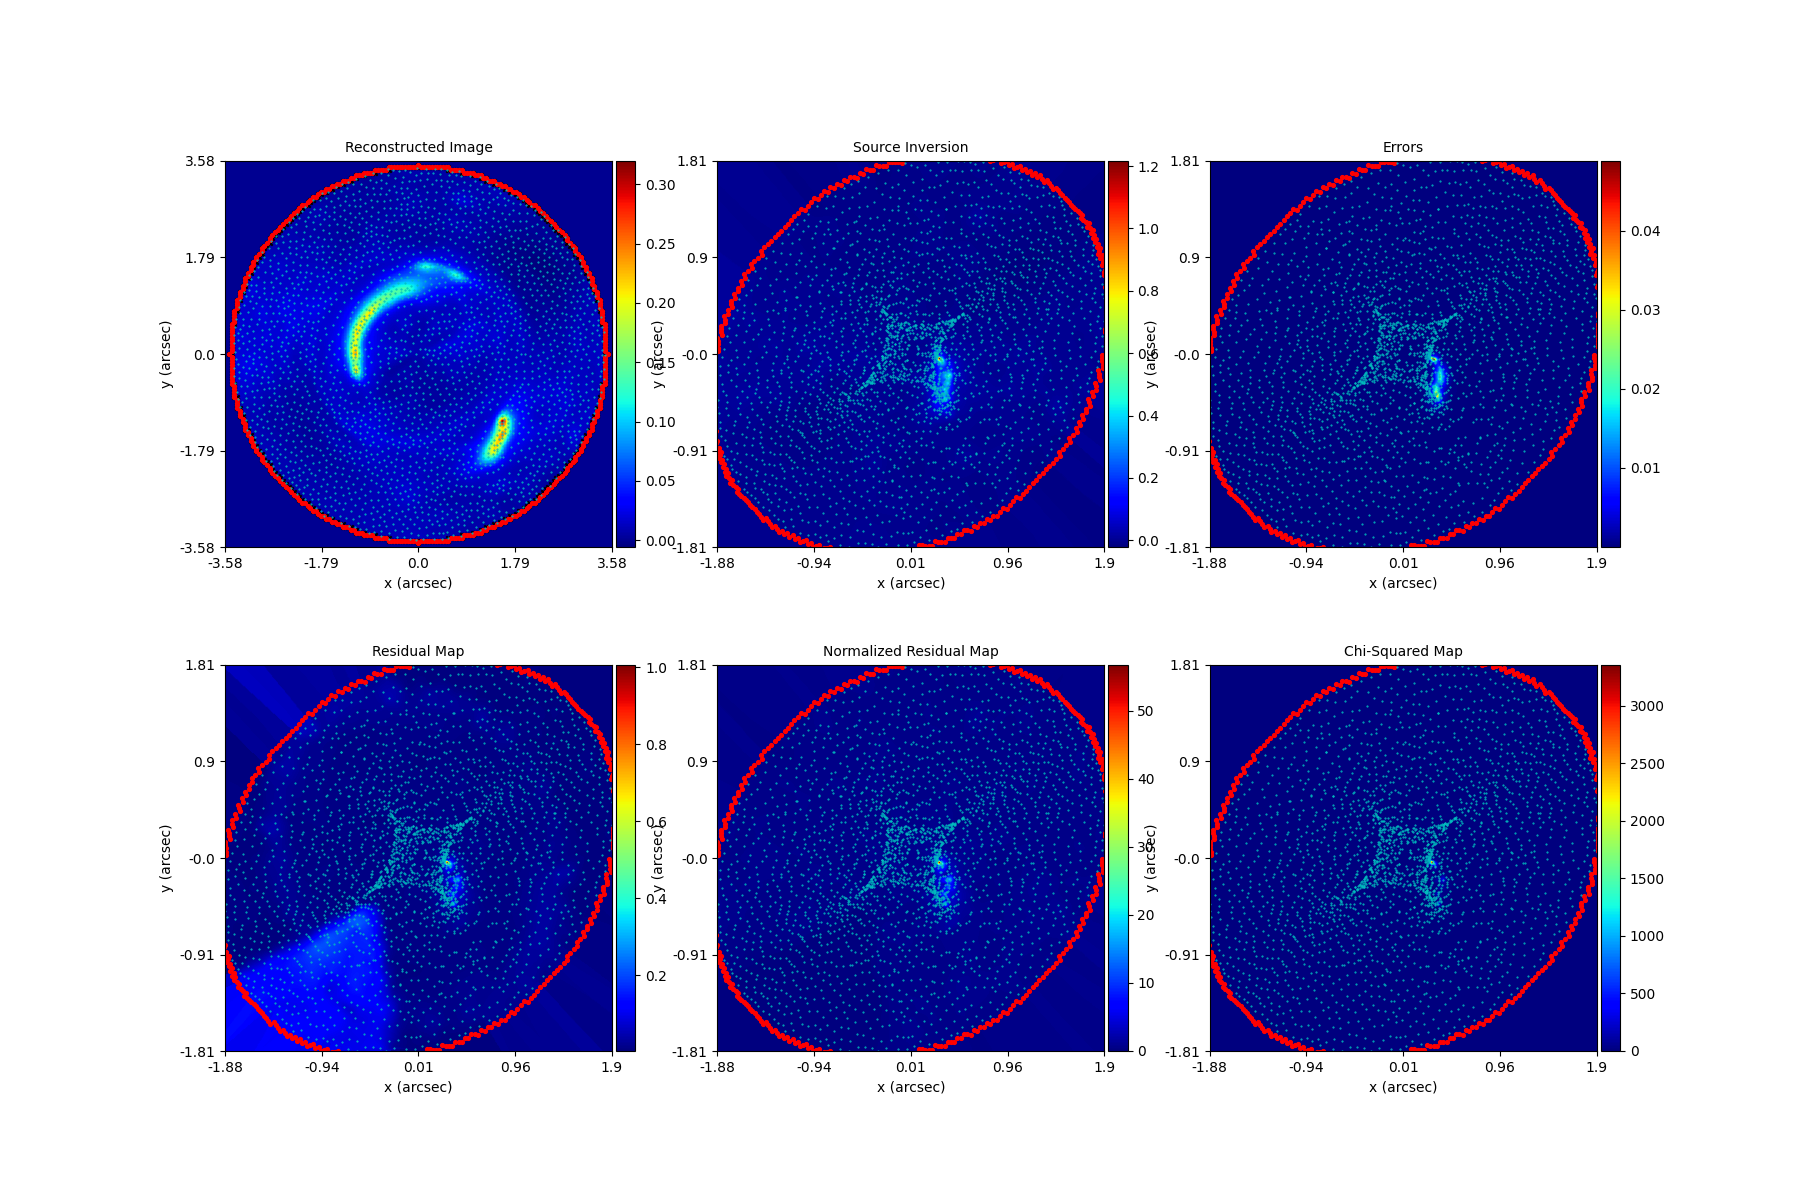 Reconstructed Image
3.58
1.79
0.0
-1.79
-3.58
y (arcsec)
-3.58 -1.79 0.0 1.79 3.58
x (arcsec)
0.30
0.25
0.20
0.15
0.10
0.05
0.00
Source Inversion
1.81
0.9
-0.0
-0.91
-1.81
y (arcsec)
-1.88 -0.94 0.01 0.96 1.9
x (arcsec)
1.2
1.0
0.8
0.6
0.4
0.2
0.0
Errors
1.81
0.9
-0.0
-0.91
-1.81
y (arcsec)
-1.88 -0.94 0.01 0.96 1.9
x (arcsec)
0.04
0.03
0.02
0.01
Residual Map
1.81
0.9
-0.0
-0.91
-1.81
y (arcsec)
-1.88 -0.94 0.01 0.96 1.9
x (arcsec)
1.0
0.8
0.6
0.4
0.2
Normalized Residual Map
1.81
0.9
-0.0
-0.91
-1.81
y (arcsec)
-1.88 -0.94 0.01 0.96 1.9
x (arcsec)
50
40
30
20
10
0
Chi-Squared Map
1.81
0.9
-0.0
-0.91
-1.81
y (arcsec)
-1.88 -0.94 0.01 0.96 1.9
x (arcsec)
3000
2500
2000
1500
1000
500
0